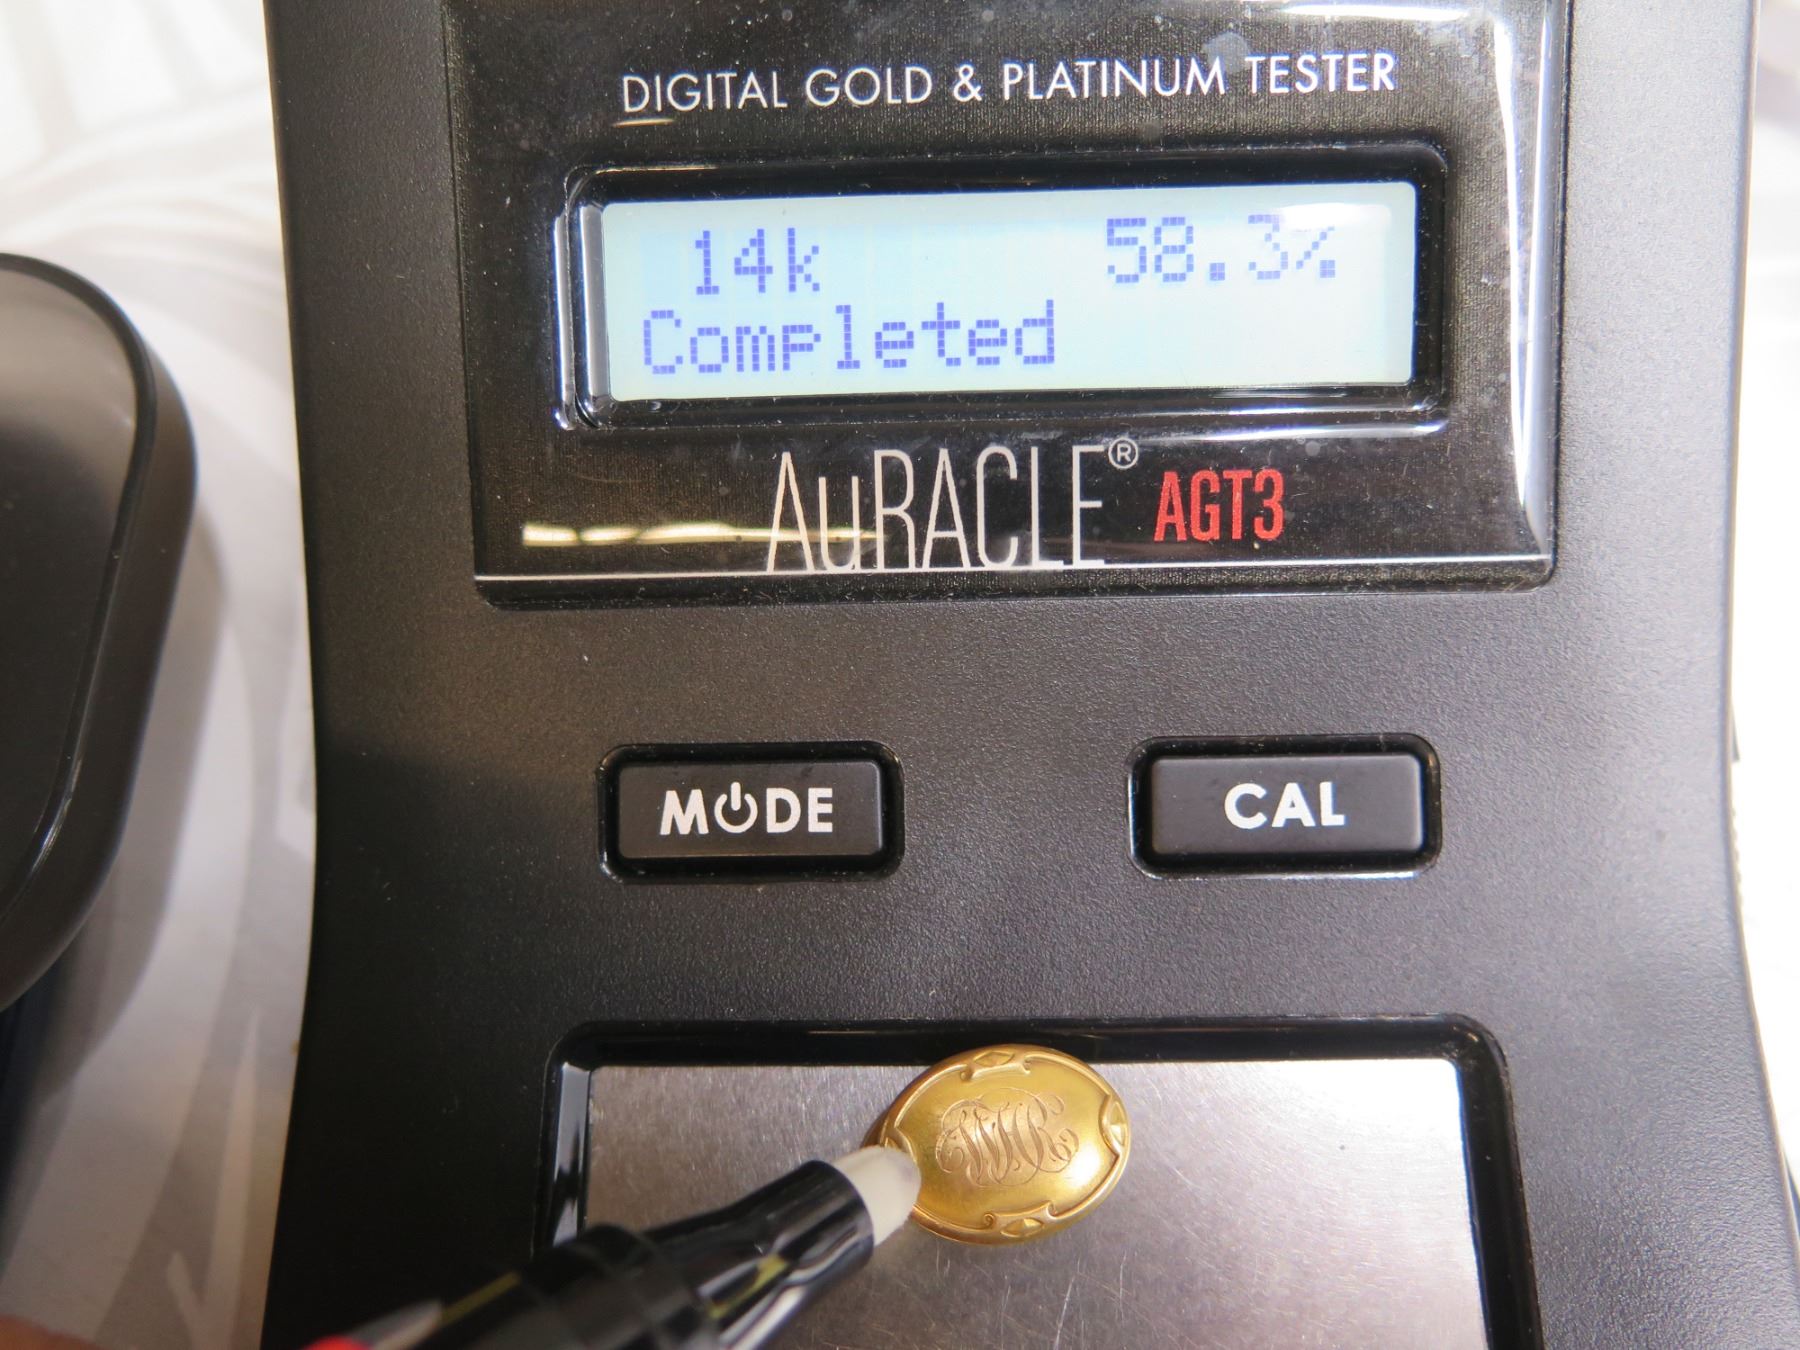 DIGITAL GOLD & PLATINUM TESTER
14k 58.3%
Completed
AuRACLE® AGT3
MODE CAL